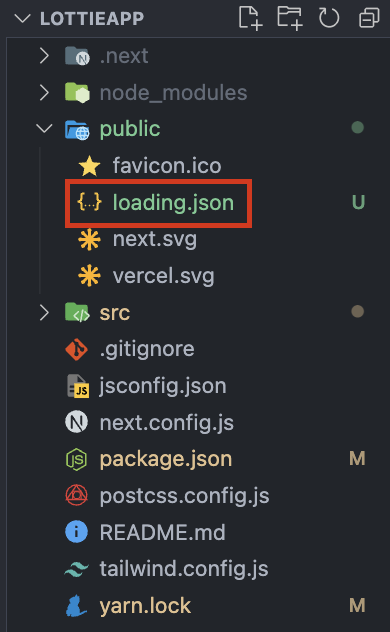 LOTTIEAPP
.next
node_modules
public
favicon.ico
{..} loading.json U
next.svg
vercel.svg
src
.gitignore
JS jsconfig.json
N next.config.js
package.json M
postcss.config.js
README.md
tailwind.config.js
yarn.lock M